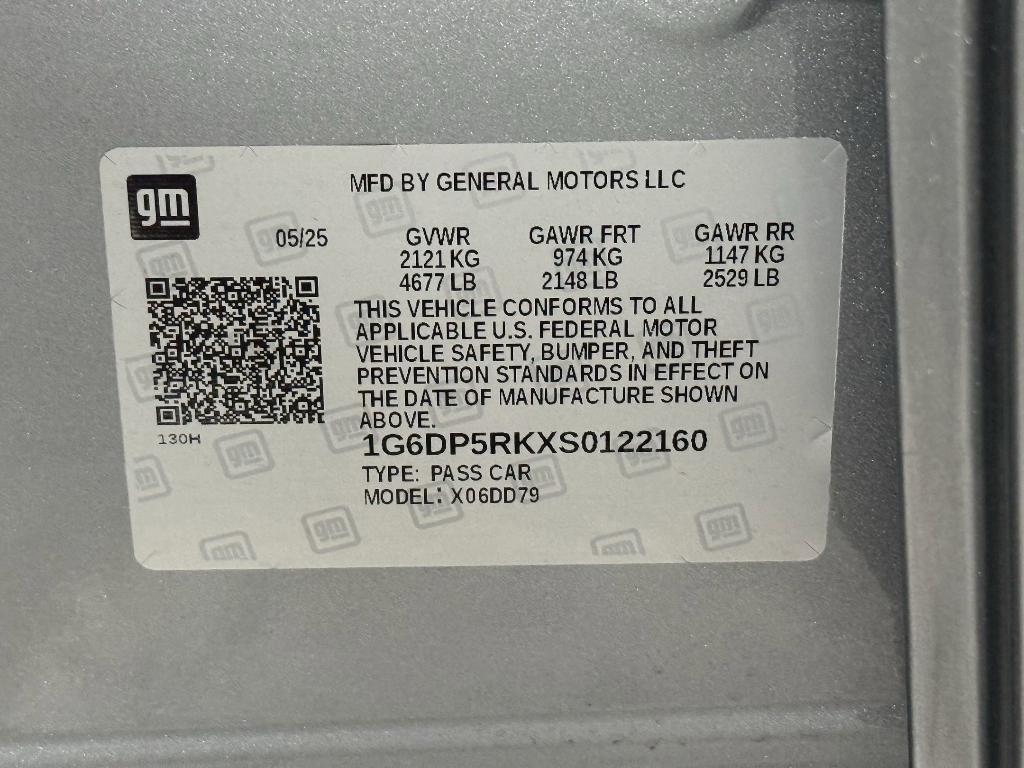 gm
MFD BY GENERAL MOTORS LLC
05/25 GVWR GAWR FRT GAWR RR
2121 KG 974 KG 1147 KG
4677 LB 2148 LB 2529 LB
THIS VEHICLE CONFORMS TO ALL
APPLICABLE U.S. FEDERAL MOTOR
VEHICLE SAFETY, BUMPER, AND THEFT
PREVENTION STANDARDS IN EFFECT ON
THE DATE OF MANUFACTURE SHOWN
ABOVE.
130H
1G6DP5RKXS0122160
TYPE: PASS CAR
MODEL: X06DD79